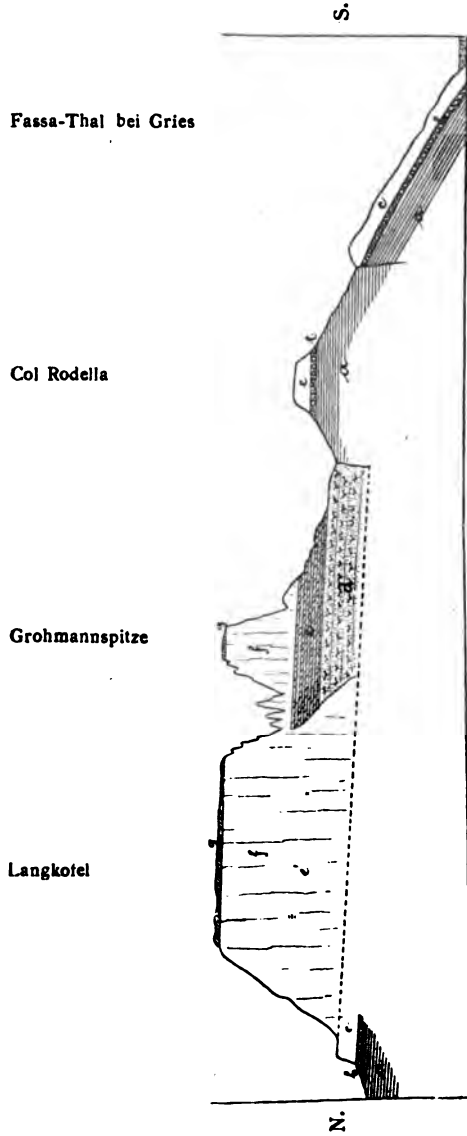 S.
Fassa-Thal bei Gries
c
a
b
Col Rodella
c
a
Grohmannspitze
g
f
e
d
Langkofel
g
f
e'
c
b
N.